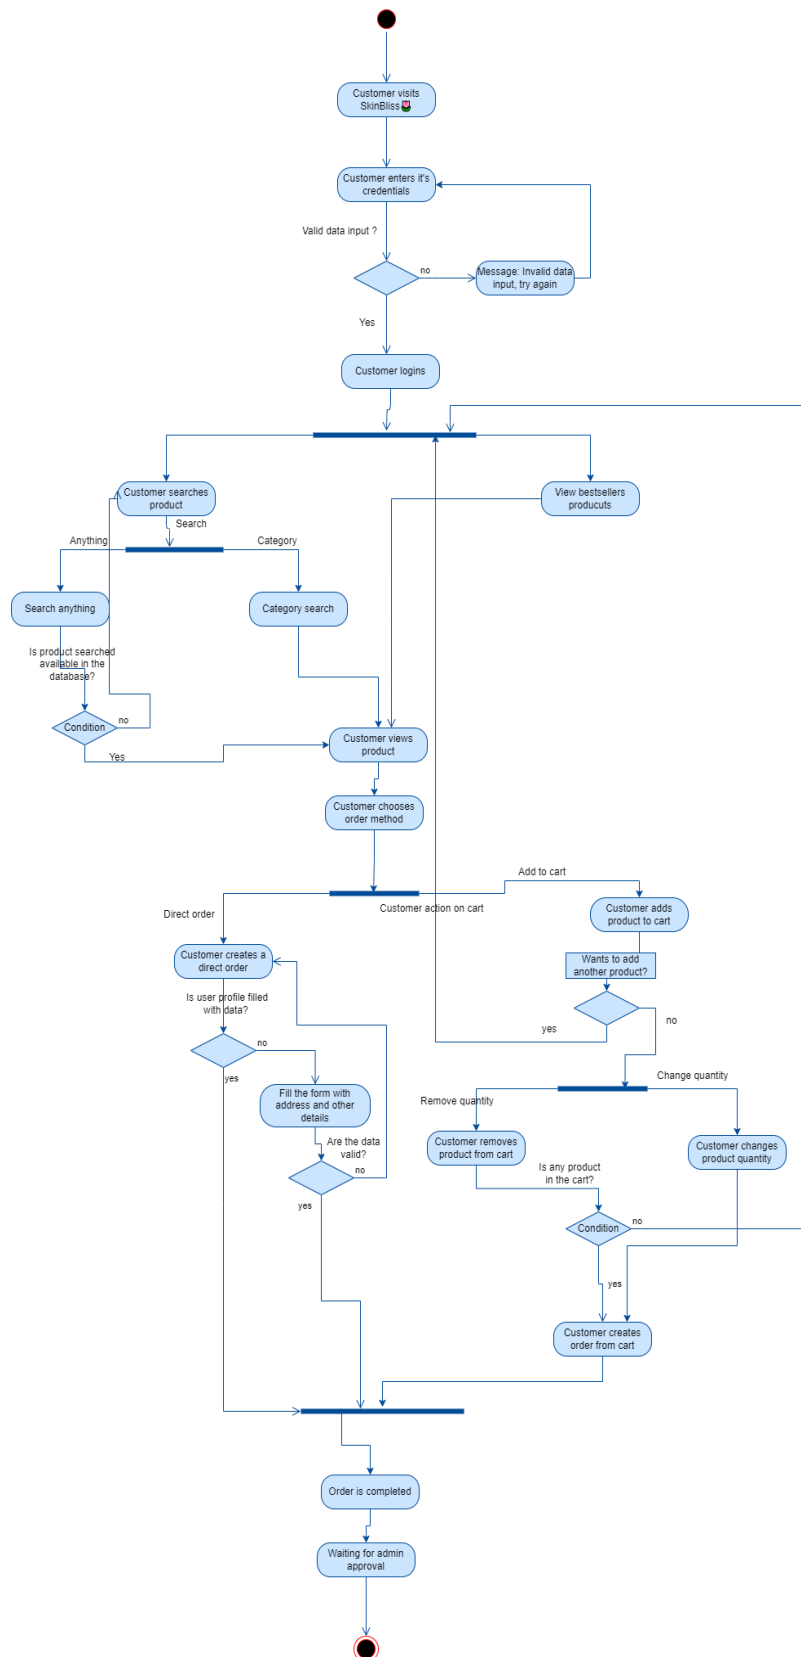 Customer visits
SkinBliss🌷
Customer enters it's
credentials
Valid data input ?
no
Message: Invalid data
input, try again
Yes
Customer logins
Customer searches
product
View bestsellers
producuts
Search
Anything
Category
Search anything
Category search
Is product searched
available in the
database?
Condition
no
Yes
Customer views
product
Customer chooses
order method
Add to cart
Customer action on cart
Direct order
Customer adds
product to cart
Customer creates a
direct order
Wants to add
another product?
Is user profile filled
with data?
yes
no
no
yes
Fill the form with
address and other
details
Change quantity
Remove quantity
Are the data
valid?
no
yes
Customer removes
product from cart
Customer changes
product quantity
Is any product
in the cart?
Condition
no
yes
Customer creates
order from cart
Order is completed
Waiting for admin
approval